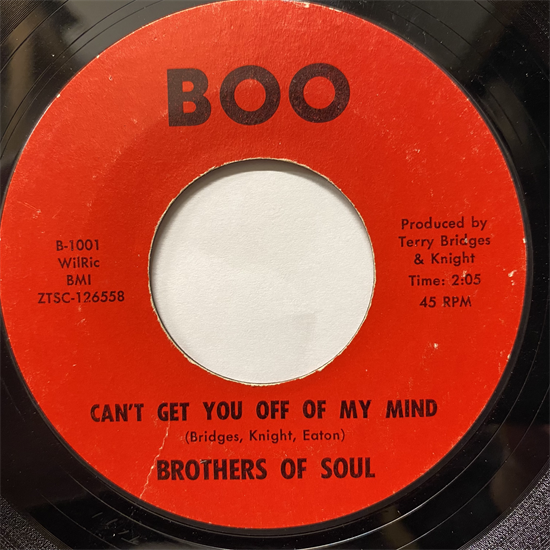 BOO
B-1001
WilRic
BMI
ZTSC-126558
Produced by
Terry Bridges
& Knight
Time: 2:05
45 RPM
CAN'T GET YOU OFF OF MY MIND
(Bridges, Knight, Eaton)
BROTHERS OF SOUL